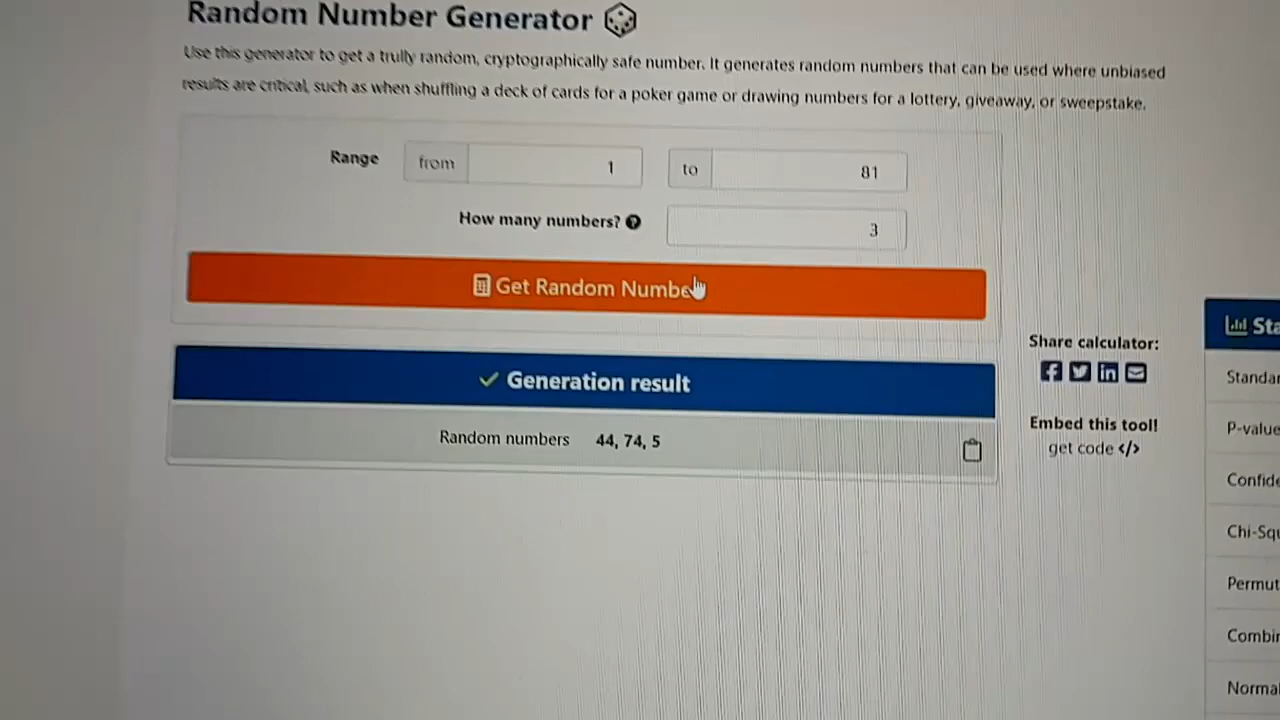 Random Number Generator
Use this generator to get a trully random, cryptographically safe number. It generates random numbers that can be used where unbiased
results are critical, such as when shuffling a deck of cards for a poker game or drawing numbers for a lottery, giveaway, or sweepstake.
Range from 1 to 81
How many numbers? ? 3
Get Random Numbe
Generation result
Random numbers 44, 74, 5
Share calculator:
Embed this tool!
get code </>
Sta
Standar
P-value
Confide
Chi-Squ
Permut
Combin
Normal